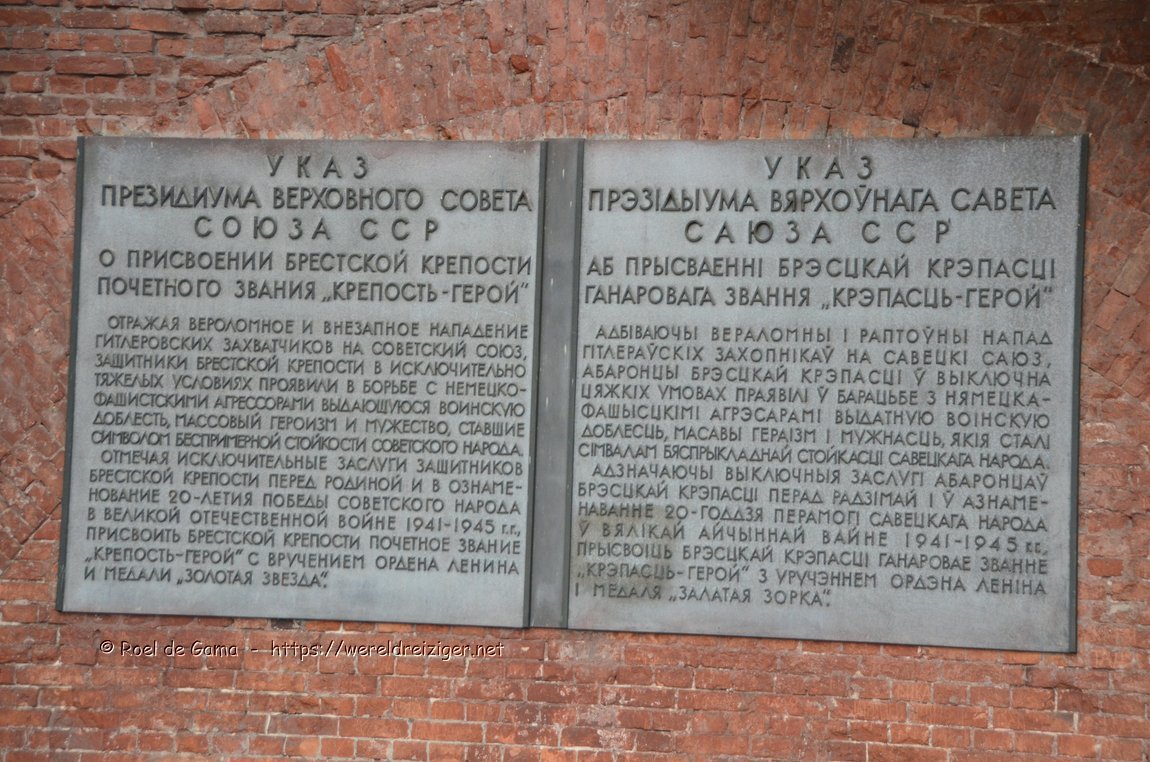 УКАЗ
ПРЕЗИДИУМА ВЕРХОВНОГО СОВЕТА
СОЮЗА ССР
О ПРИСВОЕНИИ БРЕСТСКОЙ КРЕПОСТИ
ПОЧЕТНОГО ЗВАНИЯ „КРЕПОСТЬ-ГЕРОЙ“
ОТРАЖАЯ ВЕРОЛОМНОЕ И ВНЕЗАПНОЕ НАПАДЕНИЕ
ГИТЛЕРОВСКИХ ЗАХВАТЧИКОВ НА СОВЕТСКИЙ СОЮЗ,
ЗАЩИТНИКИ БРЕСТСКОЙ КРЕПОСТИ В ИСКЛЮЧИТЕЛЬНО
ТЯЖЕЛЫХ УСЛОВИЯХ ПРОЯВИЛИ В БОРЬБЕ С НЕМЕЦКО-
ФАШИСТСКИМИ АГРЕССОРАМИ ВЫДАЮЩУЮСЯ ВОИНСКУЮ
ДОБЛЕСТЬ, МАССОВЫЙ ГЕРОИЗМ И МУЖЕСТВО, СТАВШИЕ
СИМВОЛОМ БЕСПРИМЕРНОЙ СТОЙКОСТИ СОВЕТСКОГО НАРОДА.
ОТМЕЧАЯ ИСКЛЮЧИТЕЛЬНЫЕ ЗАСЛУГИ ЗАЩИТНИКОВ
БРЕСТСКОЙ КРЕПОСТИ ПЕРЕД РОДИНОЙ И В ОЗНАМЕ-
НОВАНИЕ 20-ЛЕТИЯ ПОБЕДЫ СОВЕТСКОГО НАРОДА
В ВЕЛИКОЙ ОТЕЧЕСТВЕННОЙ ВОЙНЕ 1941-1945 г.г.,
ПРИСВОИТЬ БРЕСТСКОЙ КРЕПОСТИ ПОЧЕТНОЕ ЗВАНИЕ
„КРЕПОСТЬ-ГЕРОЙ“ С ВРУЧЕНИЕМ ОРДЕНА ЛЕНИНА
И МЕДАЛИ „ЗОЛОТАЯ ЗВЕЗДА“.
УКАЗ
ПРЭЗІДЫУМА ВЯРХОЎНАГА САВЕТА
САЮЗА ССР
АБ ПРЫСВАЕННІ БРЭСЦКАЙ КРЭПАСЦІ
ГАНАРОВАГА ЗВАННЯ „КРЭПАСЦЬ-ГЕРОЙ“
АДБІВАЮЧЫ ВЕРАЛОМНЫ І РАПТОЎНЫ НАПАД
ГІТЛЕРАЎСКІХ ЗАХОПНІКАЎ НА САВЕЦКІ САЮЗ,
АБАРОНЦЫ БРЭСЦКАЙ КРЭПАСЦІ Ў ВЫКЛЮЧНА
ЦЯЖКІХ УМОВАХ ПРАЯВІЛІ Ў БАРАЦЬБЕ З НЯМЕЦКА-
ФАШЫСЦКІМІ АГРЭСАРАМІ ВЫДАТНУЮ ВОІНСКУЮ
ДОБЛЕСЦЬ, МАСАВЫ ГЕРАІЗМ І МУЖНАСЦЬ, ЯКІЯ СТАЛІ
СІМВАЛАМ БЯСПРЫКЛАДНАЙ СТОЙКАСЦІ САВЕЦКАГА НАРОДА.
АДЗНАЧАЮЧЫ ВЫКЛЮЧНЫЯ ЗАСЛУГІ АБАРОНЦАЎ
БРЭСЦКАЙ КРЭПАСЦІ ПЕРАД РАДЗІМАЙ І Ў АЗНАМЕ-
НАВАННЕ 20-ГОДДЗЯ ПЕРАМОГІ САВЕЦКАГА НАРОДА
Ў ВЯЛІКАЙ АЙЧЫННАЙ ВАЙНЕ 1941-1945 гг.,
ПРЫСВОІЦЬ БРЭСЦКАЙ КРЭПАСЦІ ГАНАРОВАЕ ЗВАННЕ
„КРЭПАСЦЬ-ГЕРОЙ“ З УРУЧЭННЕМ ОРДЭНА ЛЕНІНА
І МЕДАЛЯ „ЗАЛАТАЯ ЗОРКА“.
© Roel de Gama - https://wereldreiziger.net